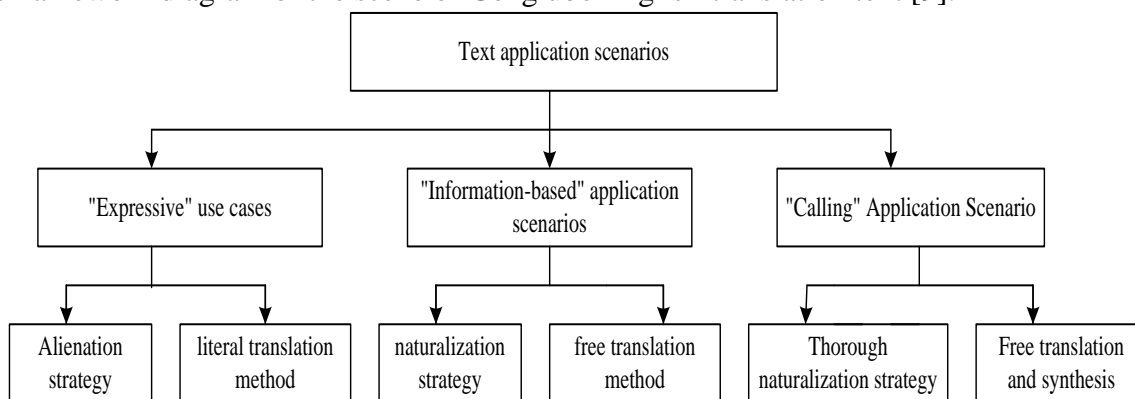 Text application scenarios
"Expressive" use cases
"Information-based" application
scenarios
"Calling" Application Scenario
Alienation
strategy
literal translation
method
naturalization
strategy
free translation
method
Thorough
naturalization strategy
Free translation
and synthesis